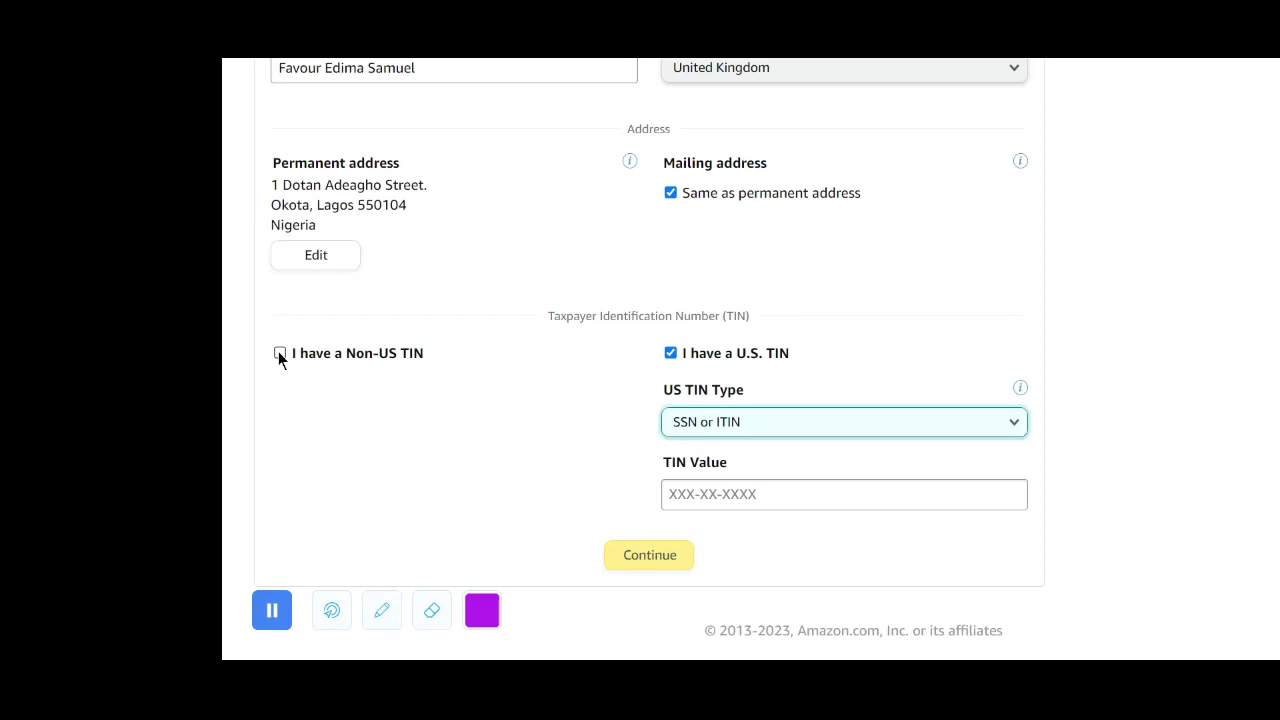 Favour Edima Samuel
United Kingdom
Address
Permanent address
1 Dotan Adeagho Street.
Okota, Lagos 550104
Nigeria
Edit
Mailing address
Same as permanent address
Taxpayer Identification Number (TIN)
I have a Non-US TIN
I have a U.S. TIN
US TIN Type
SSN or ITIN
TIN Value
XXX-XX-XXXX
Continue
© 2013-2023, Amazon.com, Inc. or its affiliates